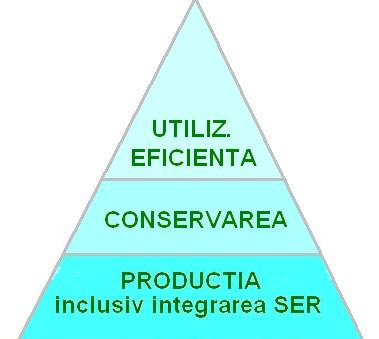 UTILIZ.
EFICIENTA
CONSERVAREA
PRODUCTIA
inclusiv integrarea SER